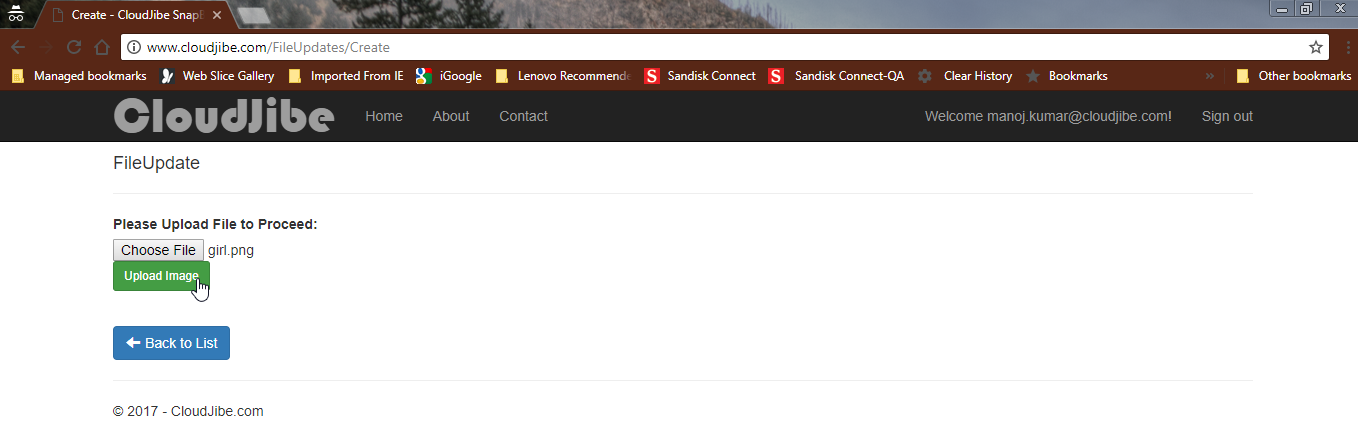 Create - CloudJibe SnapB
www.cloudjibe.com/FileUpdates/Create
Managed bookmarks Web Slice Gallery Imported From IE iGoogle Lenovo Recommende Sandisk Connect Sandisk Connect-QA Clear History Bookmarks » Other bookmarks
CloudJibe Home About Contact Welcome manoj.kumar@cloudjibe.com! Sign out
FileUpdate
Please Upload File to Proceed:
Choose File girl.png
Upload Image
Back to List
© 2017 - CloudJibe.com